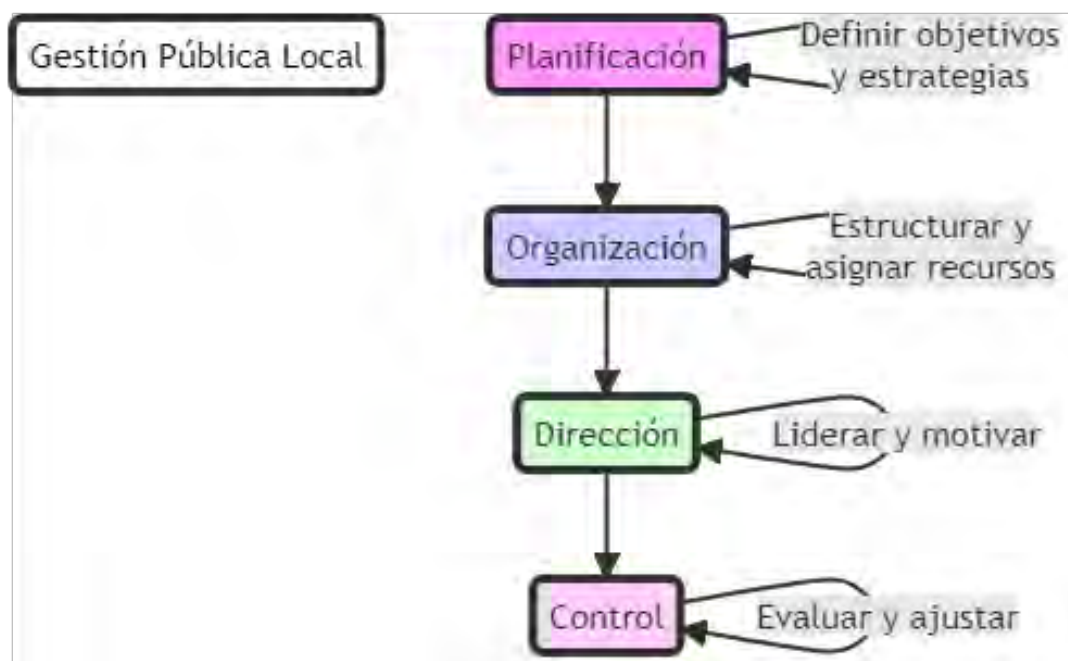 Gestión Pública Local
Planificación
Definir objetivos
y estrategias
Organización
Estructurar y
asignar recursos
Dirección
Liderar y motivar
Control
Evaluar y ajustar